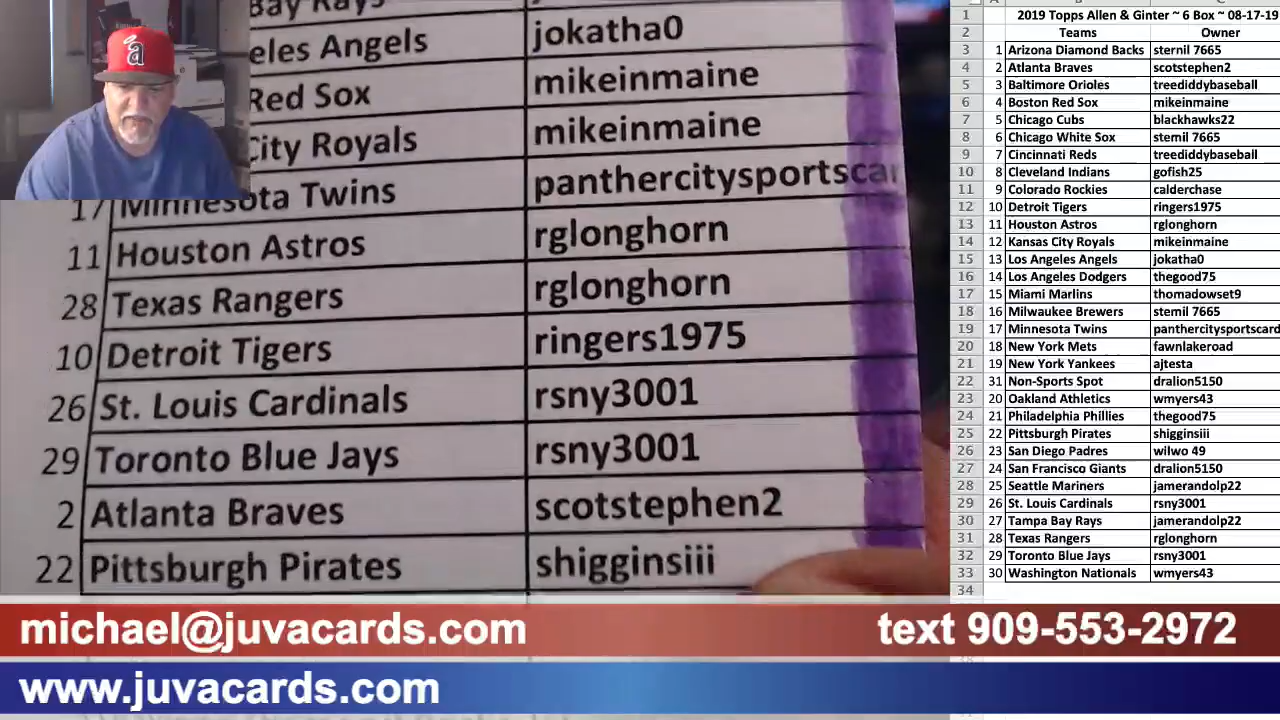 a
Bay Rays
eles Angels jokatha0
Red Sox mikeinmaine
City Royals mikeinmaine
17 Minnesota Twins panthercitysportscar
11 Houston Astros rglonghorn
28 Texas Rangers rglonghorn
10 Detroit Tigers ringers1975
26 St. Louis Cardinals rsny3001
29 Toronto Blue Jays rsny3001
2 Atlanta Braves scotstephen2
22 Pittsburgh Pirates shigginsiii
1 2019 Topps Allen & Ginter ~ 6 Box ~ 08-17-19
2 Teams Owner
3 1 Arizona Diamond Backs sternil 7665
4 2 Atlanta Braves scotstephen2
5 3 Baltimore Orioles treediddybaseball
6 4 Boston Red Sox mikeinmaine
7 5 Chicago Cubs blackhawks22
8 6 Chicago White Sox sternil 7665
9 7 Cincinnati Reds treediddybaseball
10 8 Cleveland Indians gofish25
11 9 Colorado Rockies calderchase
12 10 Detroit Tigers ringers1975
13 11 Houston Astros rglonghorn
14 12 Kansas City Royals mikeinmaine
15 13 Los Angeles Angels jokatha0
16 14 Los Angeles Dodgers thegood75
17 15 Miami Marlins thomadowset9
18 16 Milwaukee Brewers sternil 7665
19 17 Minnesota Twins panthercitysportscard
20 18 New York Mets fawnlakeroad
21 19 New York Yankees ajtesta
22 31 Non-Sports Spot dralion5150
23 20 Oakland Athletics wmyers43
24 21 Philadelphia Phillies thegood75
25 22 Pittsburgh Pirates shigginsiii
26 23 San Diego Padres wilwo 49
27 24 San Francisco Giants dralion5150
28 25 Seattle Mariners jamerandolp22
29 26 St. Louis Cardinals rsny3001
30 27 Tampa Bay Rays jamerandolp22
31 28 Texas Rangers rglonghorn
32 29 Toronto Blue Jays rsny3001
33 30 Washington Nationals wmyers43
34
michael@juvacards.com text 909-553-2972
www.juvacards.com